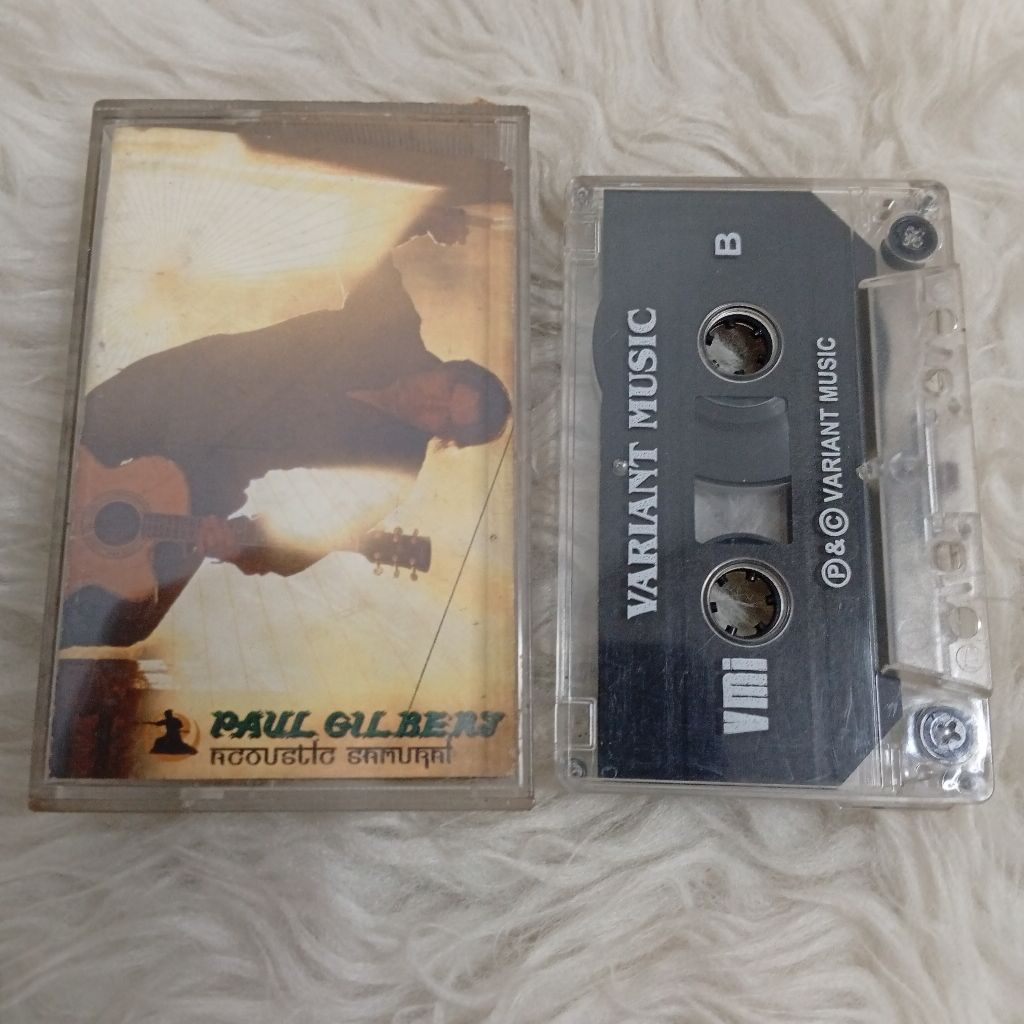 PAUL GILBERT
ACOUSTIC SAMURAI
B
VARIANT MUSIC
P&C VARIANT MUSIC
vmi